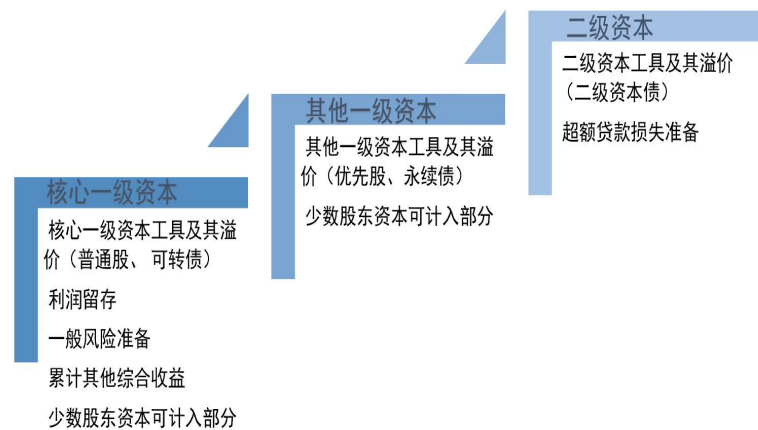 核心一级资本
核心一级资本工具及其溢
价（普通股、 可转债）
利润留存
一般风险准备
累计其他综合收益
少数股东资本可计入部分
其他一级资本
其他一级资本工具及其溢
价（优先股、永续债）
少数股东资本可计入部分
二级资本
二级资本工具及其溢价
（二级资本债）
超额贷款损失准备